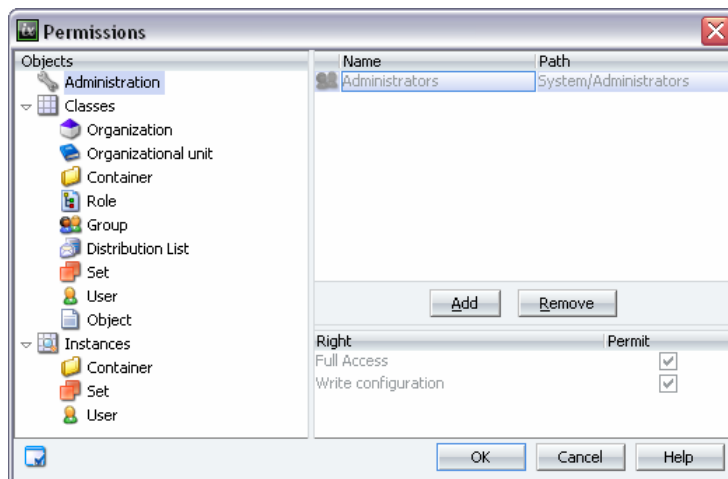 Permissions
Objects
Administration
Classes
Organization
Organizational unit
Container
Role
Group
Distribution List
Set
User
Object
Instances
Container
Set
User
Name Path
Administrators System/Administrators
Add Remove
Right Permit
Full Access
Write configuration
OK Cancel Help